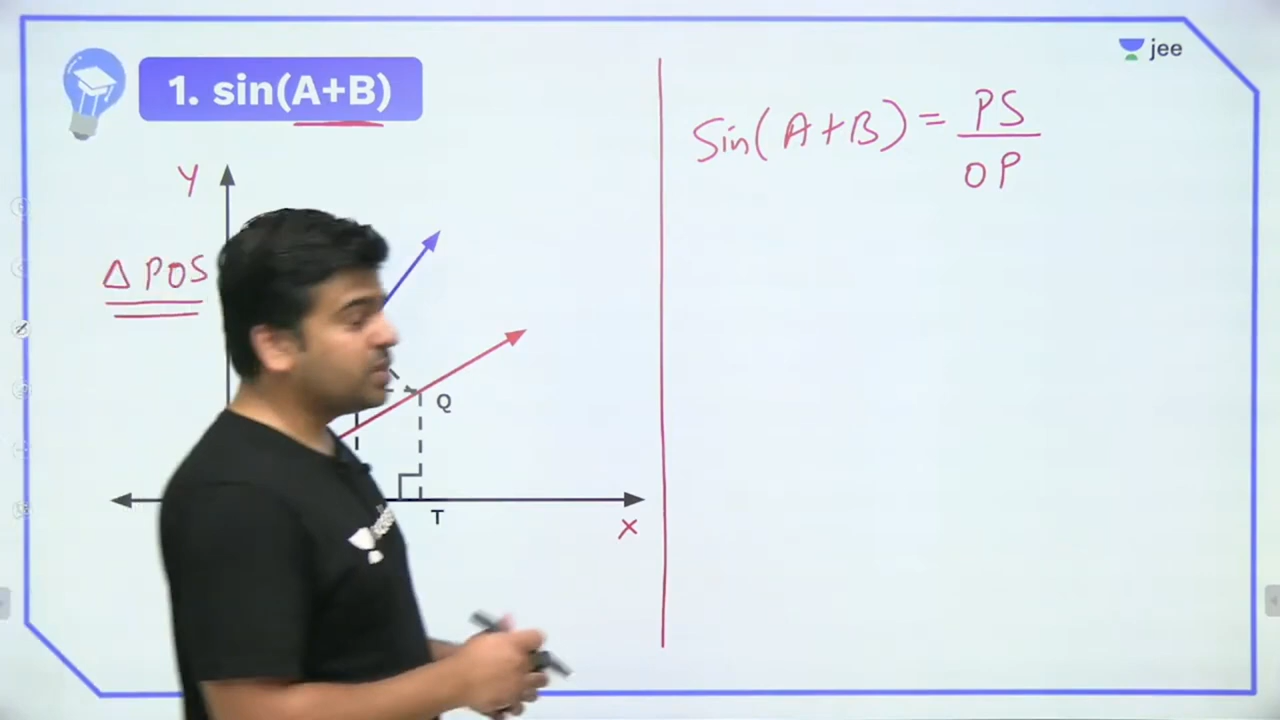 1. sin(A+B)
jee
Sin(A+B) = PS
OP
Y
Δ POS
Q
T
X